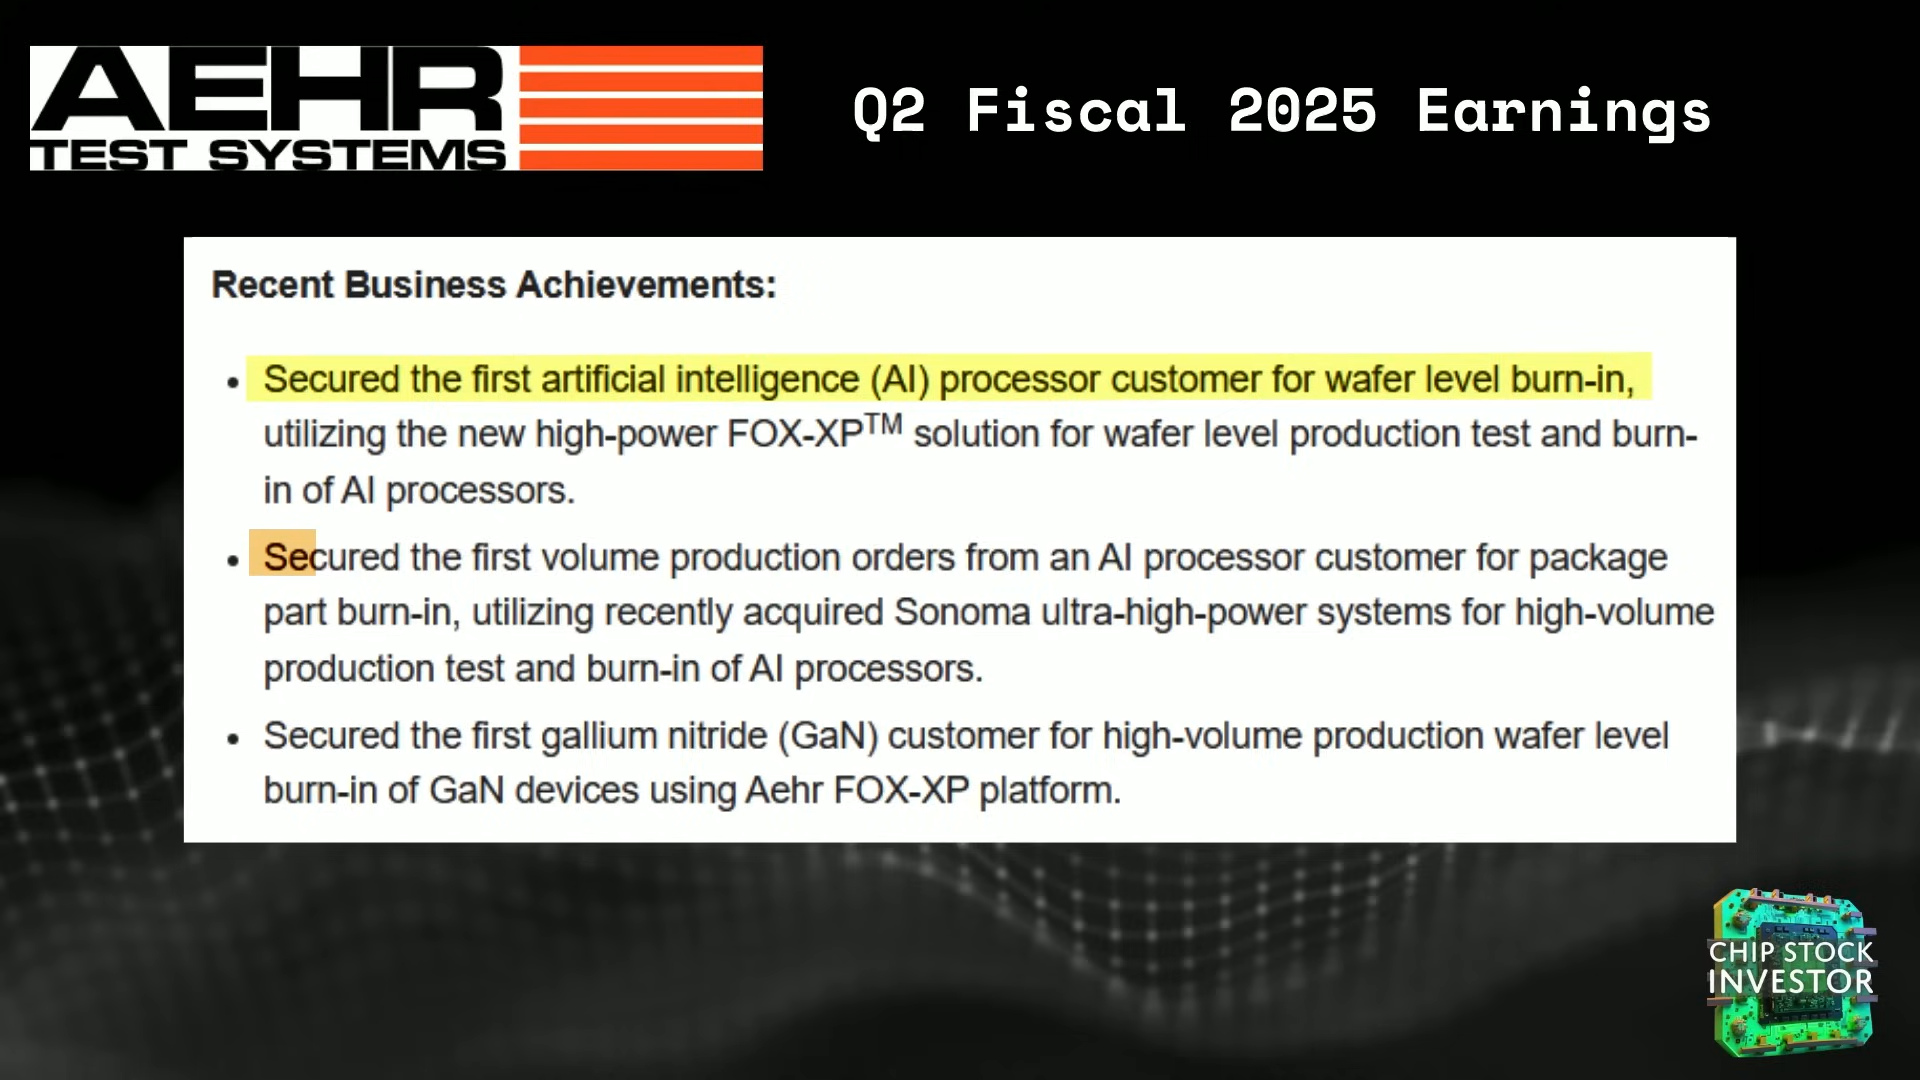 AEHR
TEST SYSTEMS
Q2 Fiscal 2025 Earnings
Recent Business Achievements:
• Secured the first artificial intelligence (AI) processor customer for wafer level burn-in,
utilizing the new high-power FOX-XP™ solution for wafer level production test and burn-
in of AI processors.
• Secured the first volume production orders from an AI processor customer for package
part burn-in, utilizing recently acquired Sonoma ultra-high-power systems for high-volume
production test and burn-in of AI processors.
• Secured the first gallium nitride (GaN) customer for high-volume production wafer level
burn-in of GaN devices using Aehr FOX-XP platform.
CHIP STOCK
INVESTOR